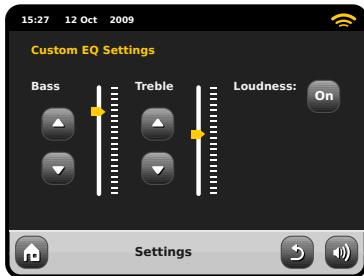 15:27 12 Oct 2009
Custom EQ Settings
Bass Treble Loudness: On
Settings